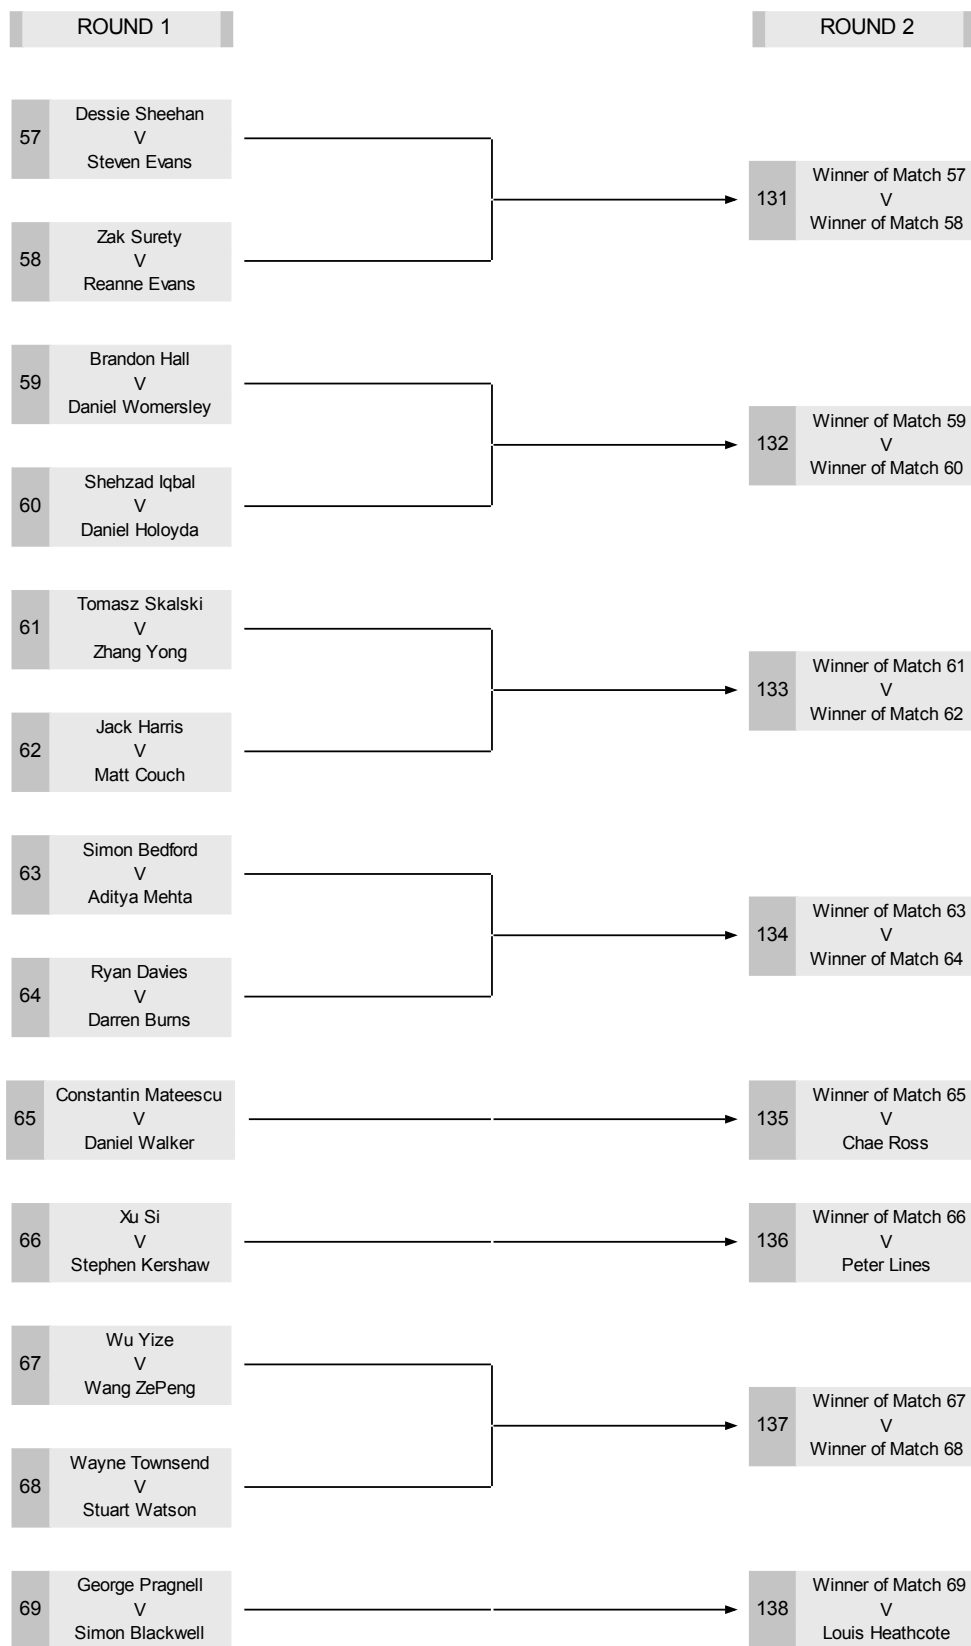 ROUND 1
ROUND 2
57
Dessie Sheehan
V
Steven Evans
58
Zak Surety
V
Reanne Evans
131
Winner of Match 57
V
Winner of Match 58
59
Brandon Hall
V
Daniel Womersley
60
Shehzad Iqbal
V
Daniel Holoyda
132
Winner of Match 59
V
Winner of Match 60
61
Tomasz Skalski
V
Zhang Yong
62
Jack Harris
V
Matt Couch
133
Winner of Match 61
V
Winner of Match 62
63
Simon Bedford
V
Aditya Mehta
64
Ryan Davies
V
Darren Burns
134
Winner of Match 63
V
Winner of Match 64
65
Constantin Mateescu
V
Daniel Walker
135
Winner of Match 65
V
Chae Ross
66
Xu Si
V
Stephen Kershaw
136
Winner of Match 66
V
Peter Lines
67
Wu Yize
V
Wang ZePeng
68
Wayne Townsend
V
Stuart Watson
137
Winner of Match 67
V
Winner of Match 68
69
George Pragnell
V
Simon Blackwell
138
Winner of Match 69
V
Louis Heathcote